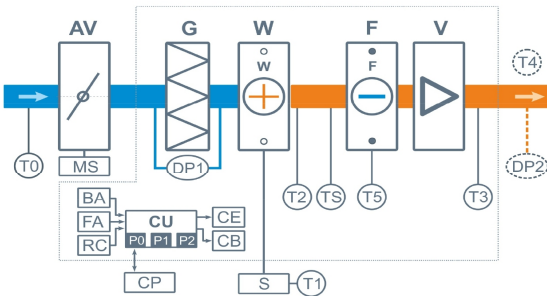 AV G W F V
W F T4
T0 MS DP1 T2 TS T5 T3 DP2
BA
FA CU CE
RC P0 P1 P2 CB
CP S T1